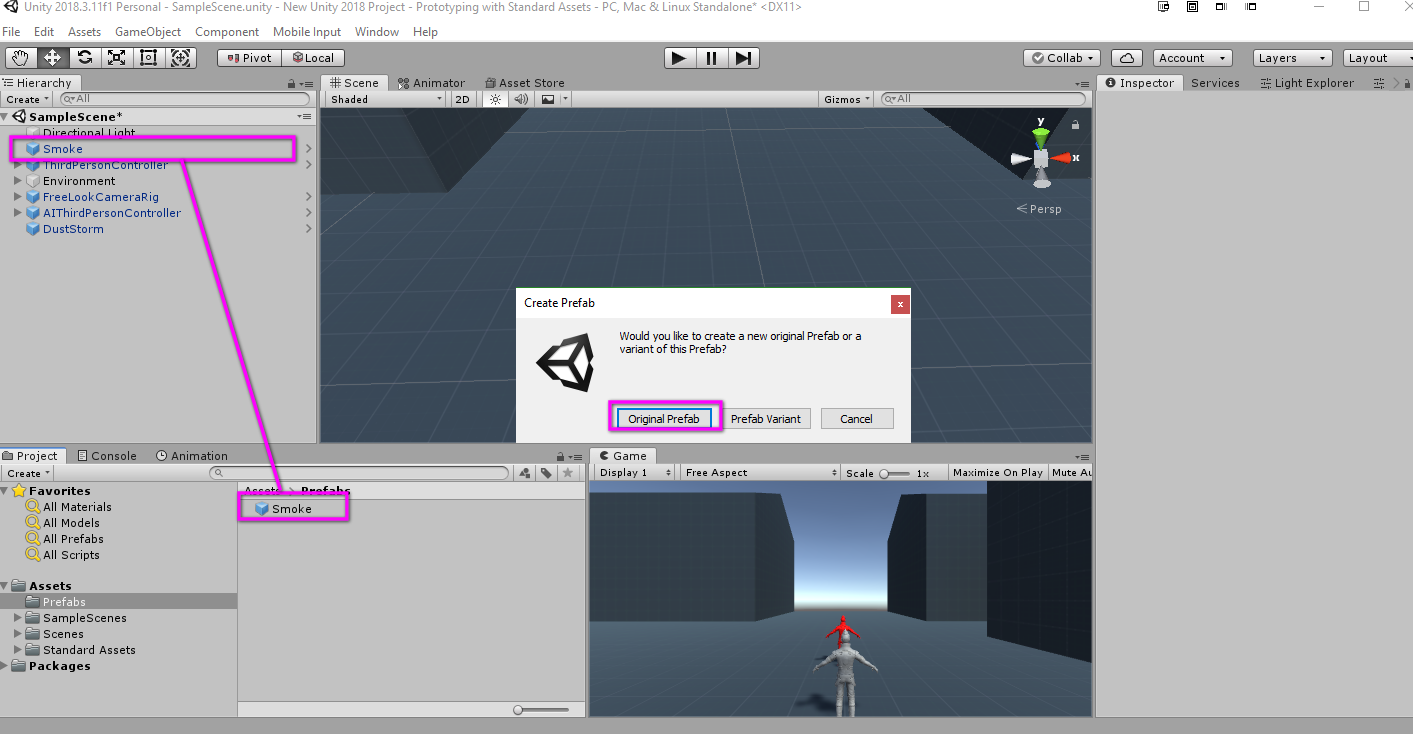 Unity 2018.3.11f1 Personal - SampleScene.unity - New Unity 2018 Project - Prototyping with Standard Assets - PC, Mac & Linux Standalone* <DX11>
File Edit Assets GameObject Component Mobile Input Window Help
Pivot Local Collab Account Layers Layout
Hierarchy Scene Animator Asset Store Inspector Services Light Explorer
Create All Shaded 2D Gizmos All
SampleScene*
Directional Light
Smoke
ThirdPersonController
Environment
FreeLookCameraRig
AIThirdPersonController
DustStorm
y
x
Persp
Create Prefab
x
Would you like to create a new original Prefab or a
variant of this Prefab?
Original Prefab Prefab Variant Cancel
Project Console Animation Game
Create Display 1 Free Aspect Scale 1x Maximize On Play Mute Au
Favorites Assets > Prefabs
All Materials Smoke
All Models
All Prefabs
All Scripts
Assets
Prefabs
SampleScenes
Scenes
Standard Assets
Packages